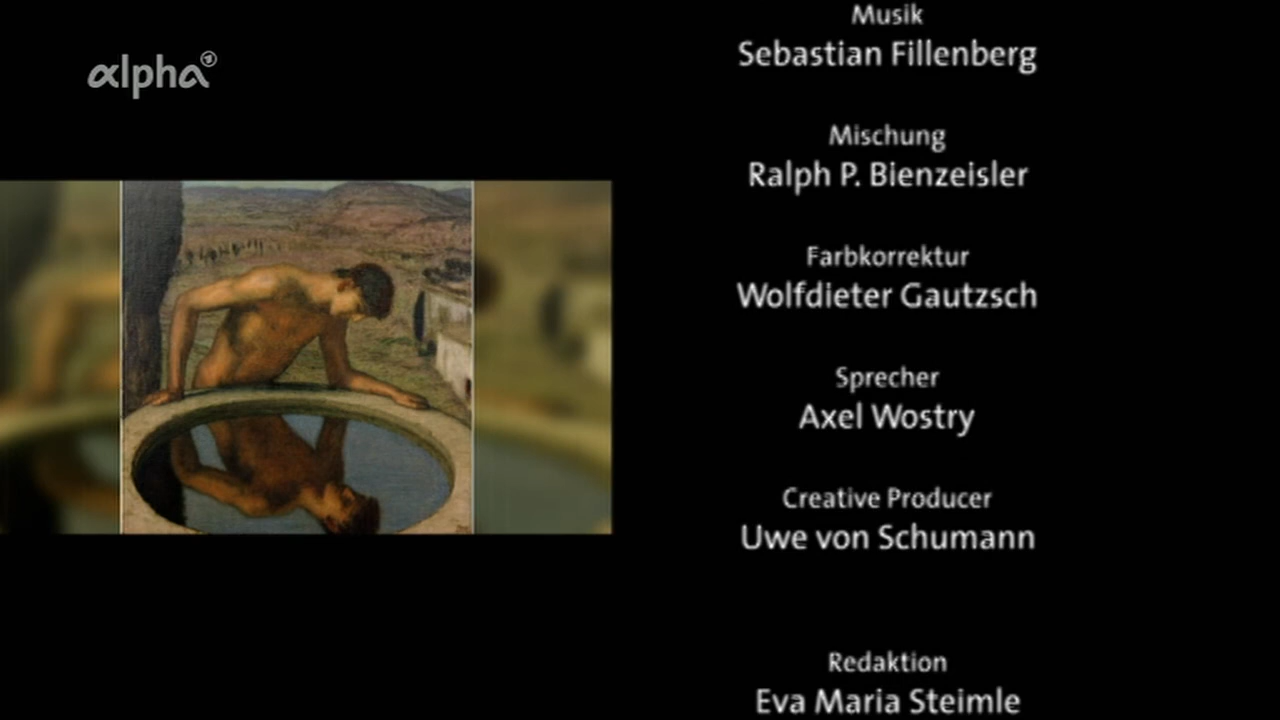 alpha
Musik
Sebastian Fillenberg
Mischung
Ralph P. Bienzeisler
Farbkorrektur
Wolfdieter Gautzsch
Sprecher
Axel Wostry
Creative Producer
Uwe von Schumann
Redaktion
Eva Maria Steimle